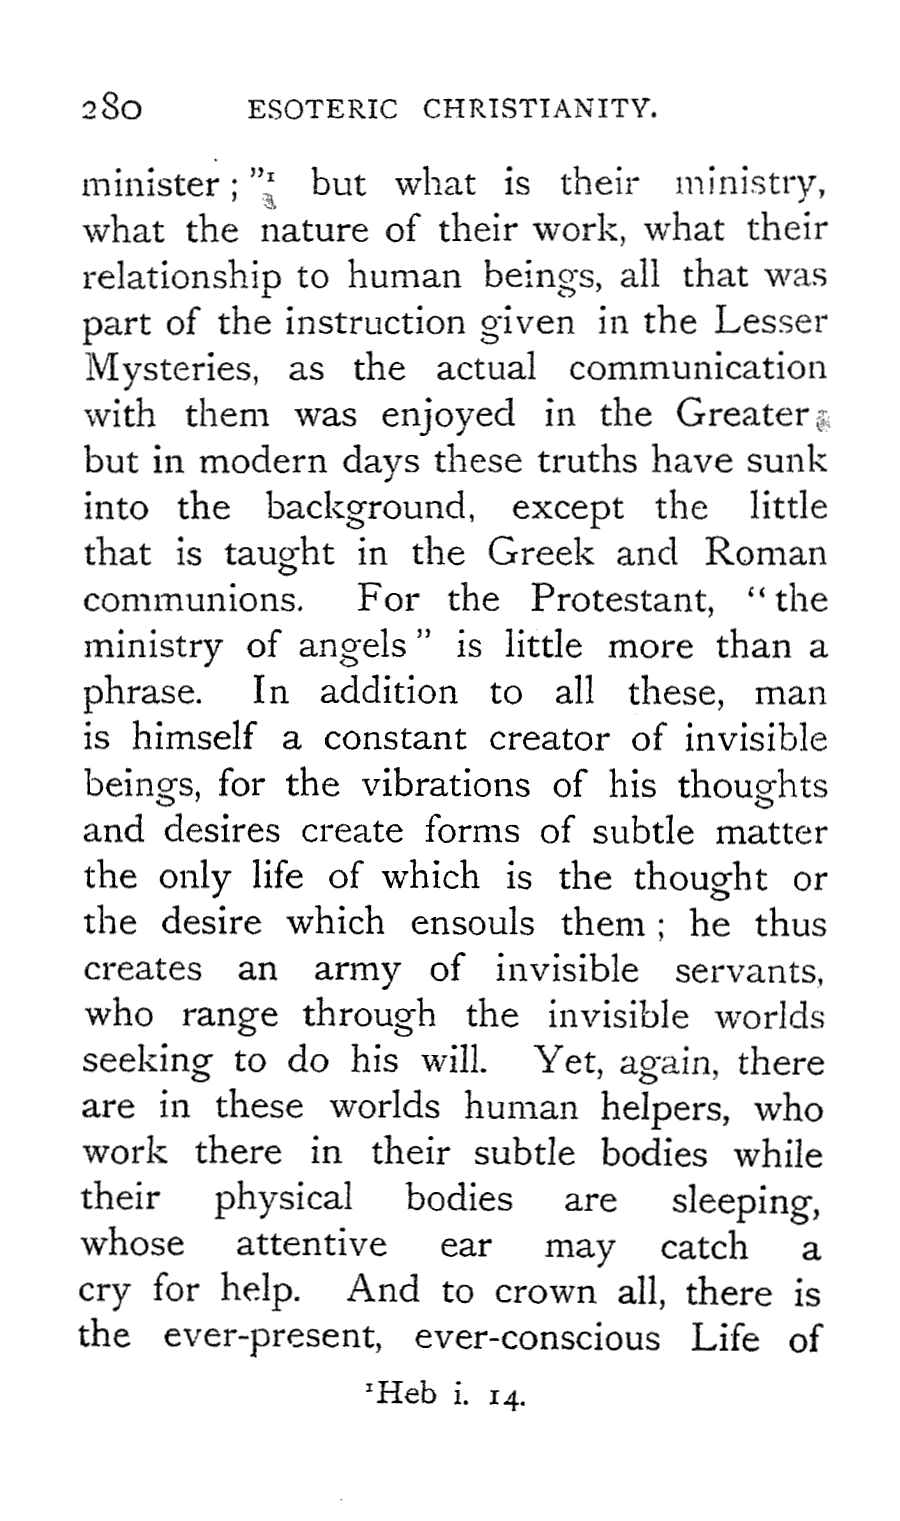 280 ESOTERIC CHRISTIANITY.
minister ; ”¹ but what is their ministry,
what the nature of their work, what their
relationship to human beings, all that was
part of the instruction given in the Lesser
Mysteries, as the actual communication
with them was enjoyed in the Greater
but in modern days these truths have sunk
into the background, except the little
that is taught in the Greek and Roman
communions. For the Protestant, “ the
ministry of angels ” is little more than a
phrase. In addition to all these, man
is himself a constant creator of invisible
beings, for the vibrations of his thoughts
and desires create forms of subtle matter
the only life of which is the thought or
the desire which ensouls them ; he thus
creates an army of invisible servants,
who range through the invisible worlds
seeking to do his will. Yet, again, there
are in these worlds human helpers, who
work there in their subtle bodies while
their physical bodies are sleeping,
whose attentive ear may catch a
cry for help. And to crown all, there is
the ever-present, ever-conscious Life of
¹Heb i. 14.